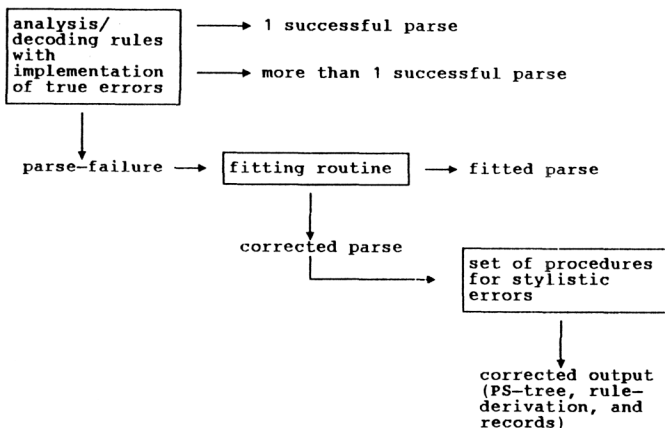 analysis/
decoding rules
with
implementation
of true errors
1 successful parse
more than 1 successful parse
parse-failure
fitting routine
fitted parse
corrected parse
set of procedures
for stylistic
errors
corrected output
(PS-tree, rule-
derivation, and
records)